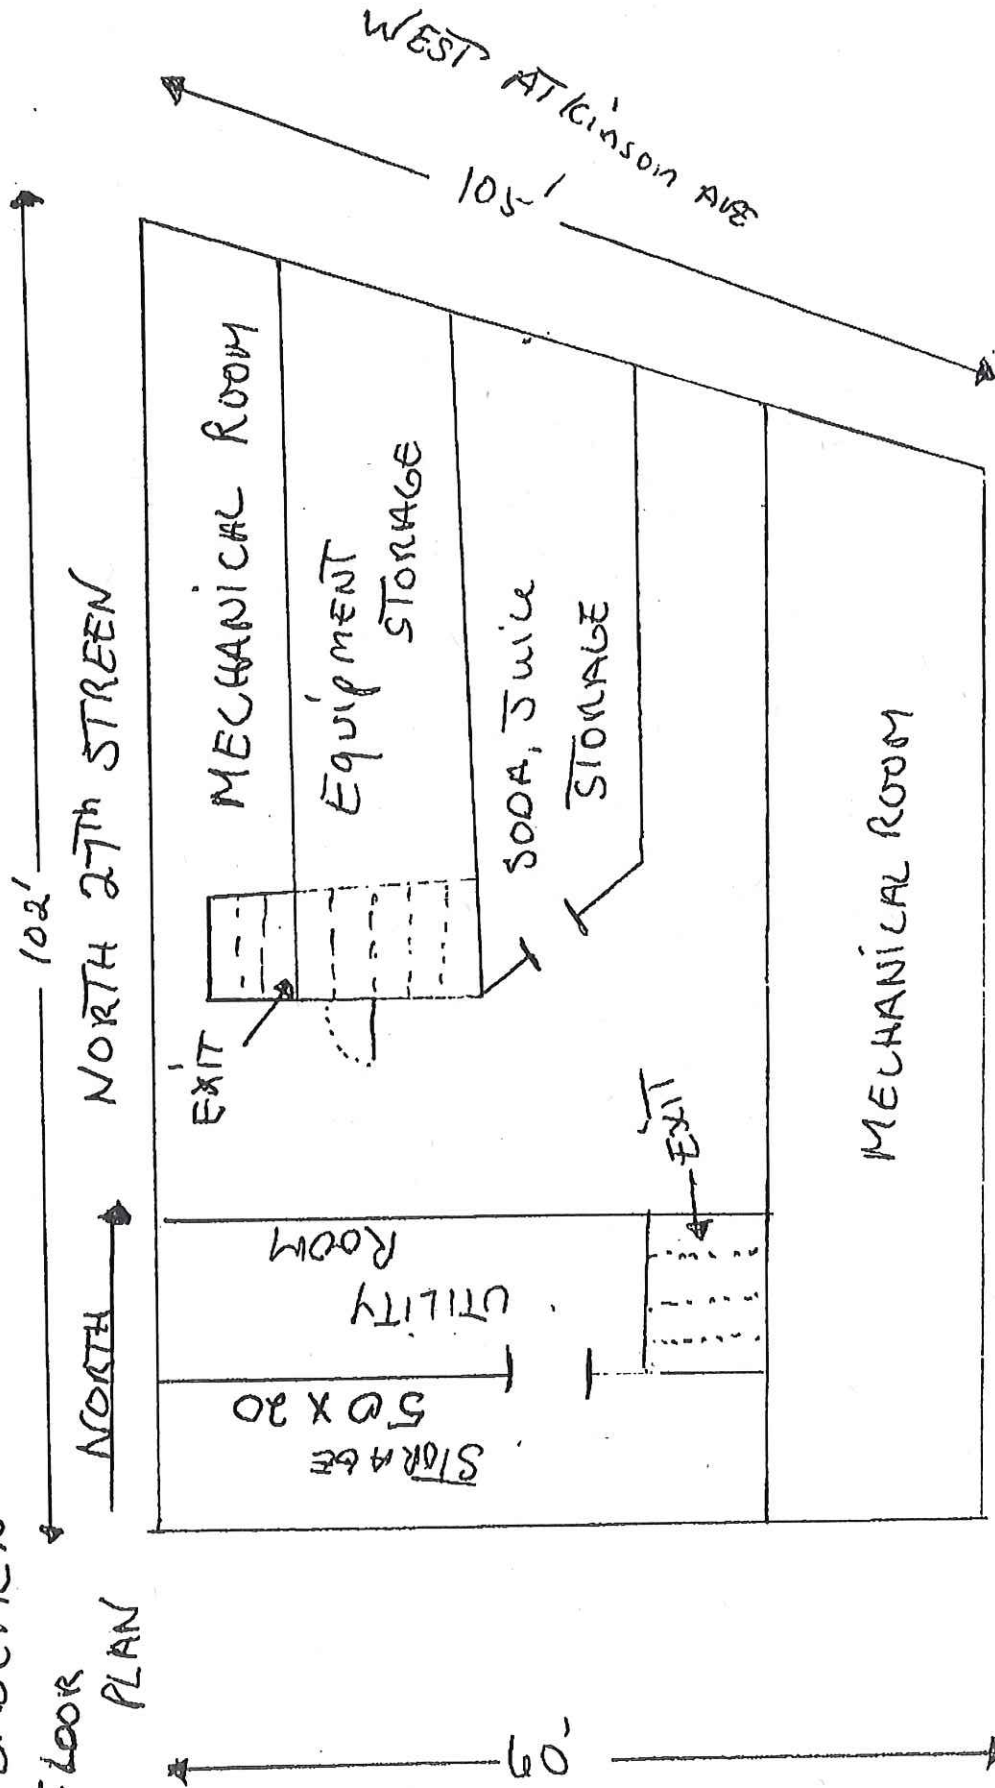 FLOOR
PLAN
102'
NORTH
NORTH 27Th STREEN
WEST ATKinson AVE
105'
60'
MECHANICAL ROOM
EQuipMENT
STORAGE
SODA, Juice
STORAGE
EXIT
EXIT
UTILITY
ROOM
STORAGE
50 X 20
MECHANICAL ROOM